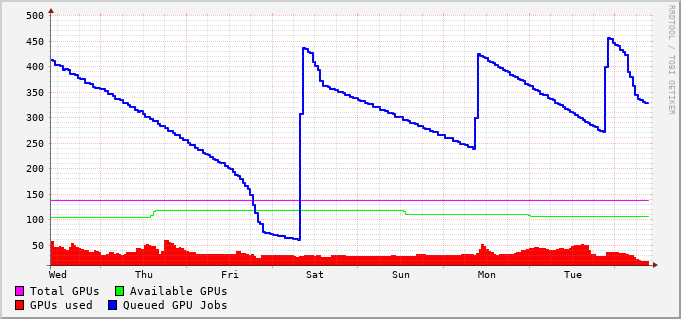 500
450
400
350
300
250
200
150
100
50
Wed Thu Fri Sat Sun Mon Tue
RRDTOOL / TOBI OETIKER
Total GPUs Available GPUs
GPUs used Queued GPU Jobs